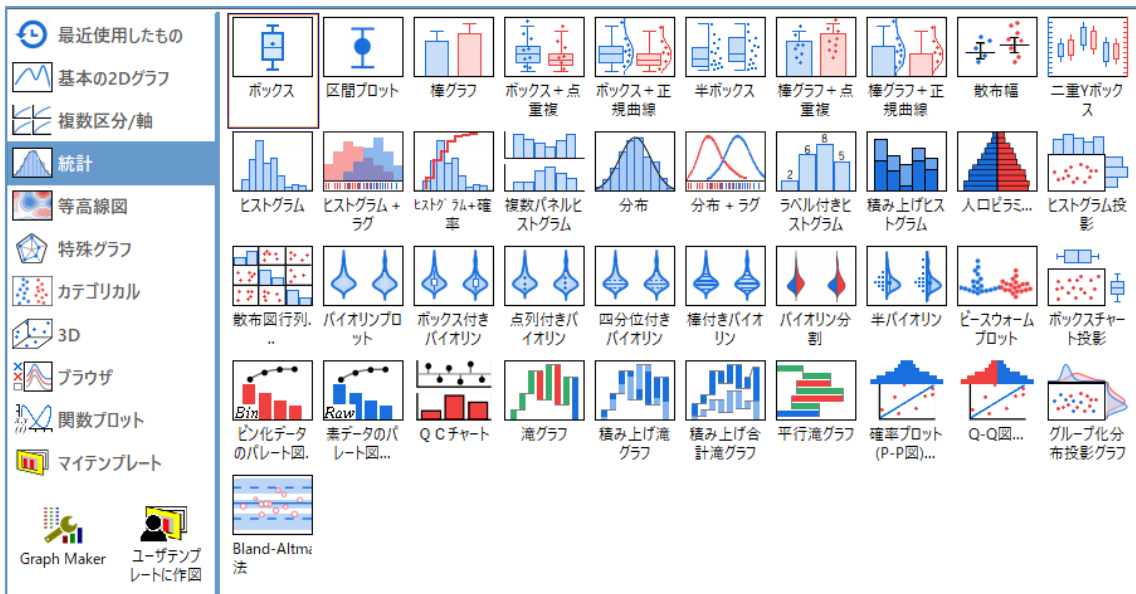 最近使用したもの
基本の2Dグラフ
複数区分/軸
統計
等高線図
特殊グラフ
カテゴリカル
3D
ブラウザ
関数プロット
マイテンプレート
Graph Maker
ユーザテンプ
レートに作図
ボックス
区間プロット
棒グラフ
ボックス+点
重複
ボックス+正
規曲線
半ボックス
棒グラフ+点
重複
棒グラフ+正
規曲線
散布幅
二重Yボック
ス
2
6
8
5
ヒストグラム
ヒストグラム +
ラグ
ヒストグラム+確
率
複数パネルヒ
ストグラム
分布
分布 + ラグ
ラベル付きヒ
ストグラム
積み上げヒス
トグラム
人口ピラミ...
ヒストグラム投
影
散布図行列.
..
バイオリンプロ
ット
ボックス付き
バイオリン
点列付きバ
イオリン
四分位付き
バイオリン
棒付きバイオ
リン
バイオリン分
割
半バイオリン
ビースウォーム
プロット
ボックスチャー
ト投影
Bin
Raw
ビン化データ
のパレート図.
素データのパ
レート図...
QCチャート
滝グラフ
積み上げ滝
グラフ
積み上げ合
計滝グラフ
平行滝グラフ
確率プロット
(P-P図)...
Q-Q図...
グループ化分
布投影グラフ
Bland-Altma
法